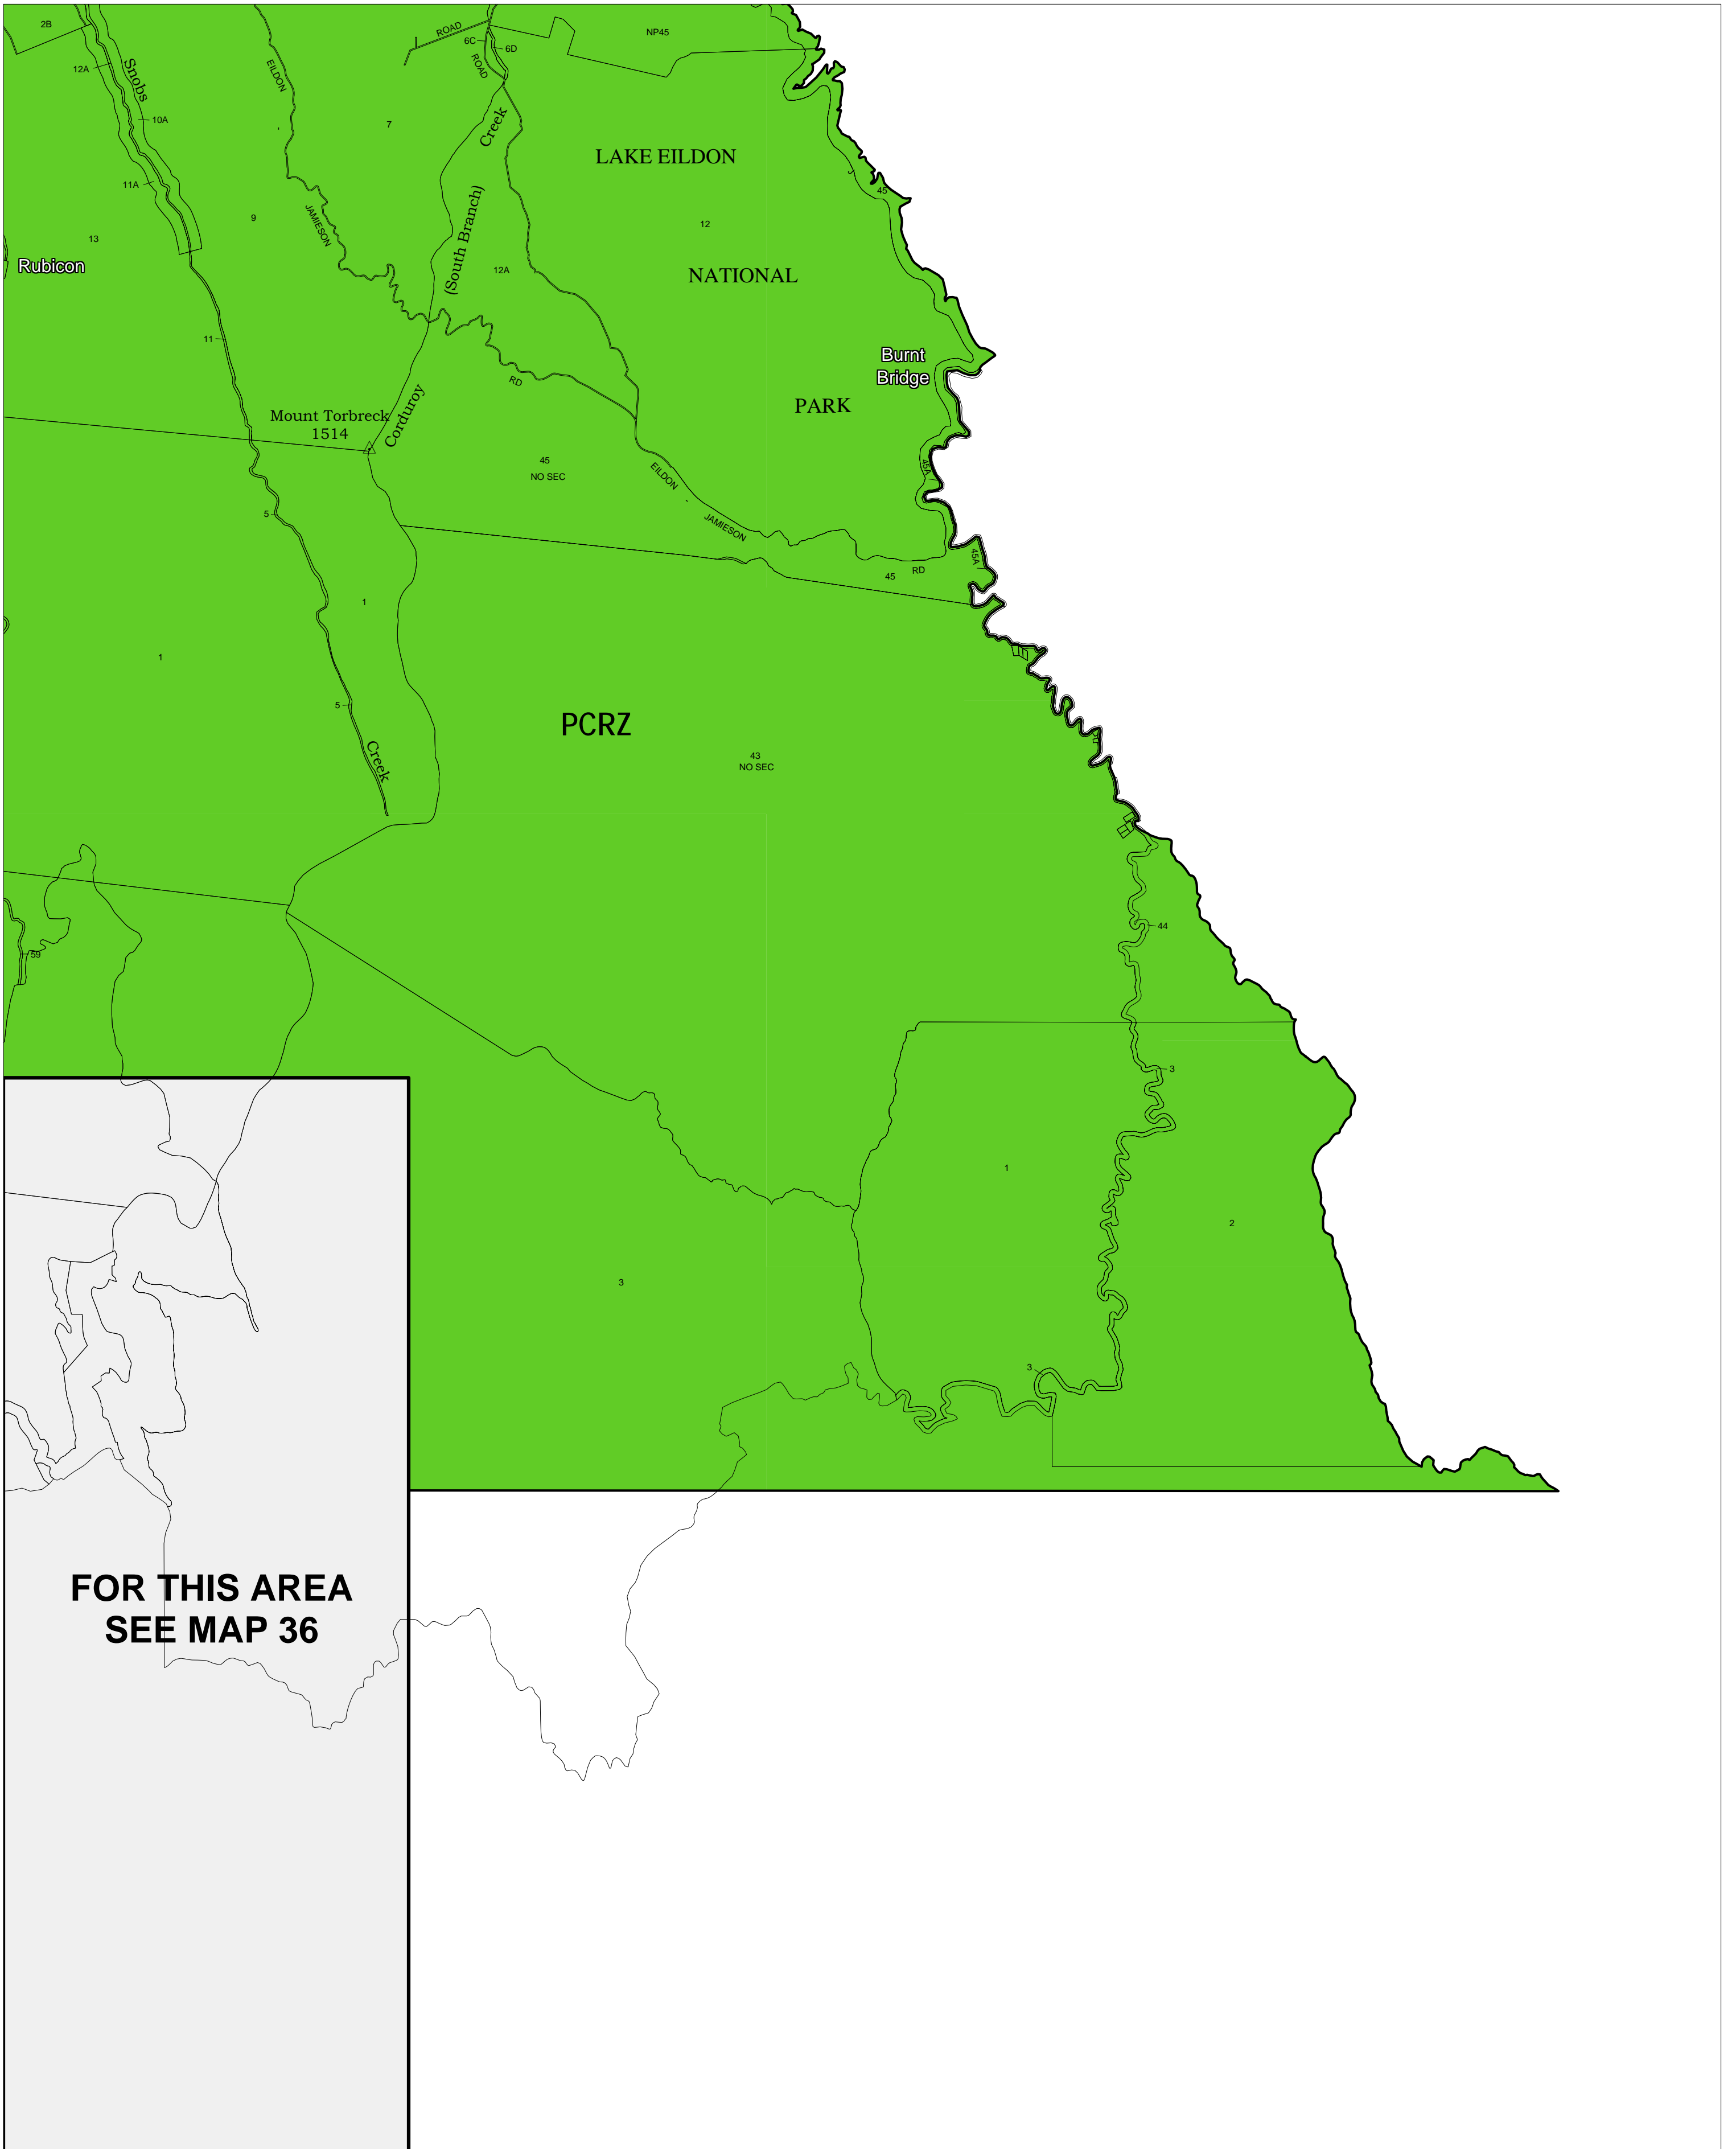 2B
ROAD
NP45
6C
6D
12A
Snobs
EILDON
ROAD
10A
7
Creek
LAKE EILDON
11A
45
9
JAMIESON
(South Branch)
12
13
Rubicon
12A
NATIONAL
11
Burnt
Bridge
RD
PARK
Mount Torbreck
1514
Corduroy
45
NO SEC
EILDON
-
JAMIESON
45A
5
45A
45
RD
1
1
5
PCRZ
Creek
43
NO SEC
44
59
3
1
2
3
3
FOR THIS AREA
SEE MAP 36